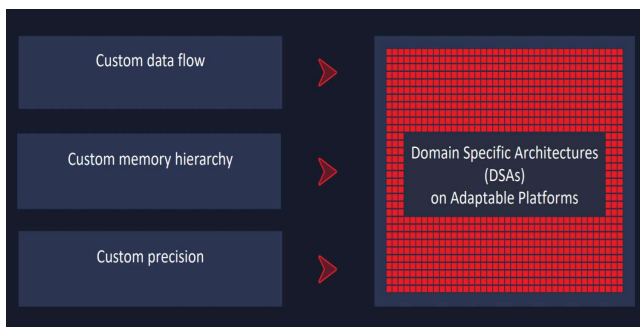 Custom data flow
Custom memory hierarchy
Custom precision
Domain Specific Architectures
(DSAs)
on Adaptable Platforms